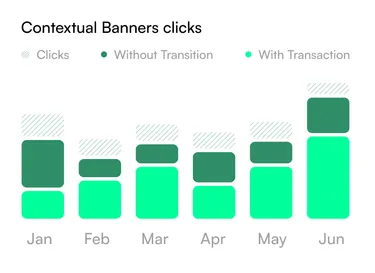 Contextual Banners clicks
Clicks Without Transition With Transaction
Jan Feb Mar Apr May Jun